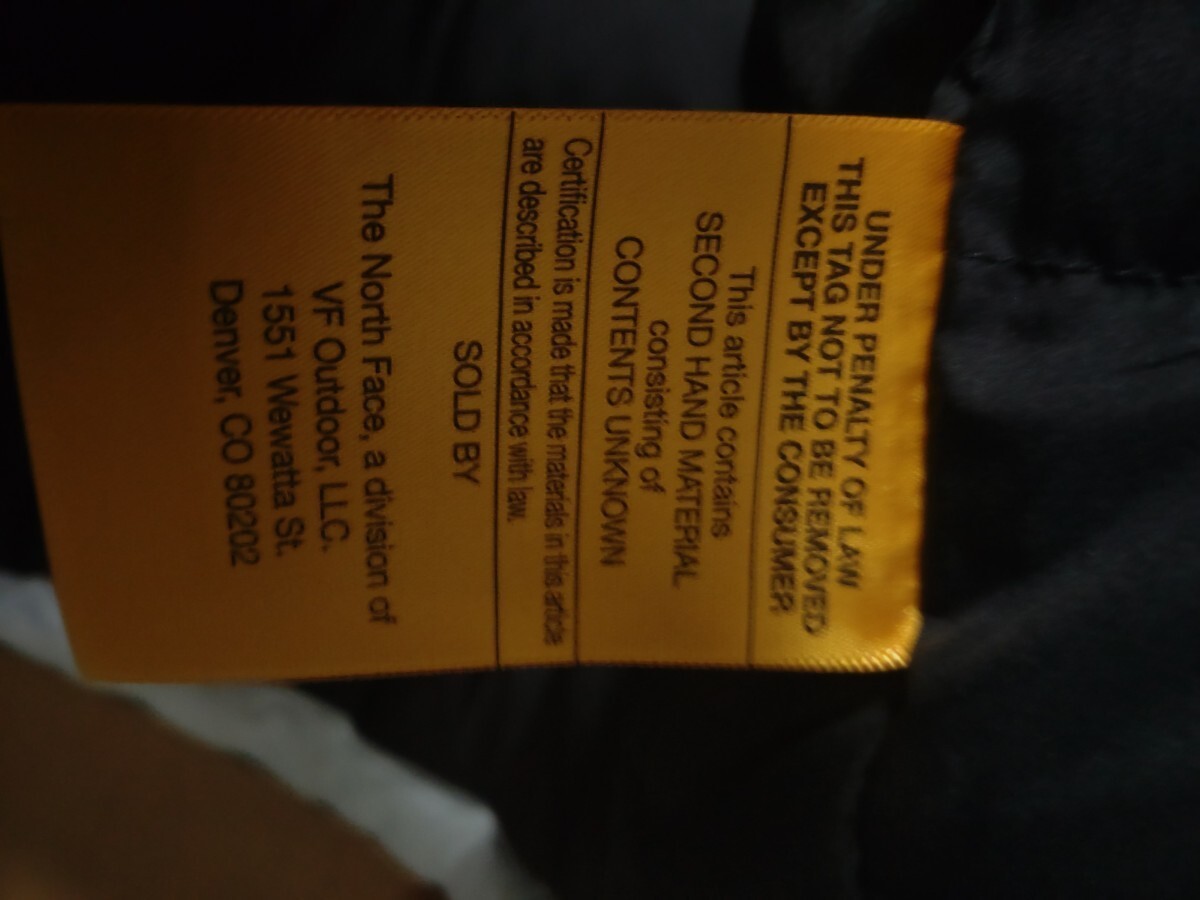 UNDER PENALTY OF LAW
THIS TAG NOT TO BE REMOVED
EXCEPT BY THE CONSUMER
This article contains
SECOND HAND MATERIAL
consisting of
CONTENTS UNKNOWN
Certification is made that the materials in this article
are described in accordance with law.
SOLD BY
The North Face, a division of
VF Outdoor, LLC.
1551 Wewatta St.
Denver, CO 80202